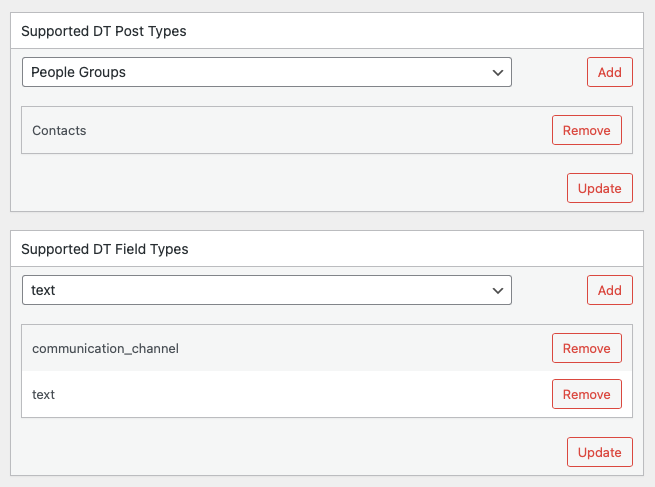 Supported DT Post Types
People Groups
Add
Contacts
Remove
Update
Supported DT Field Types
text
Add
communication_channel
Remove
text
Remove
Update